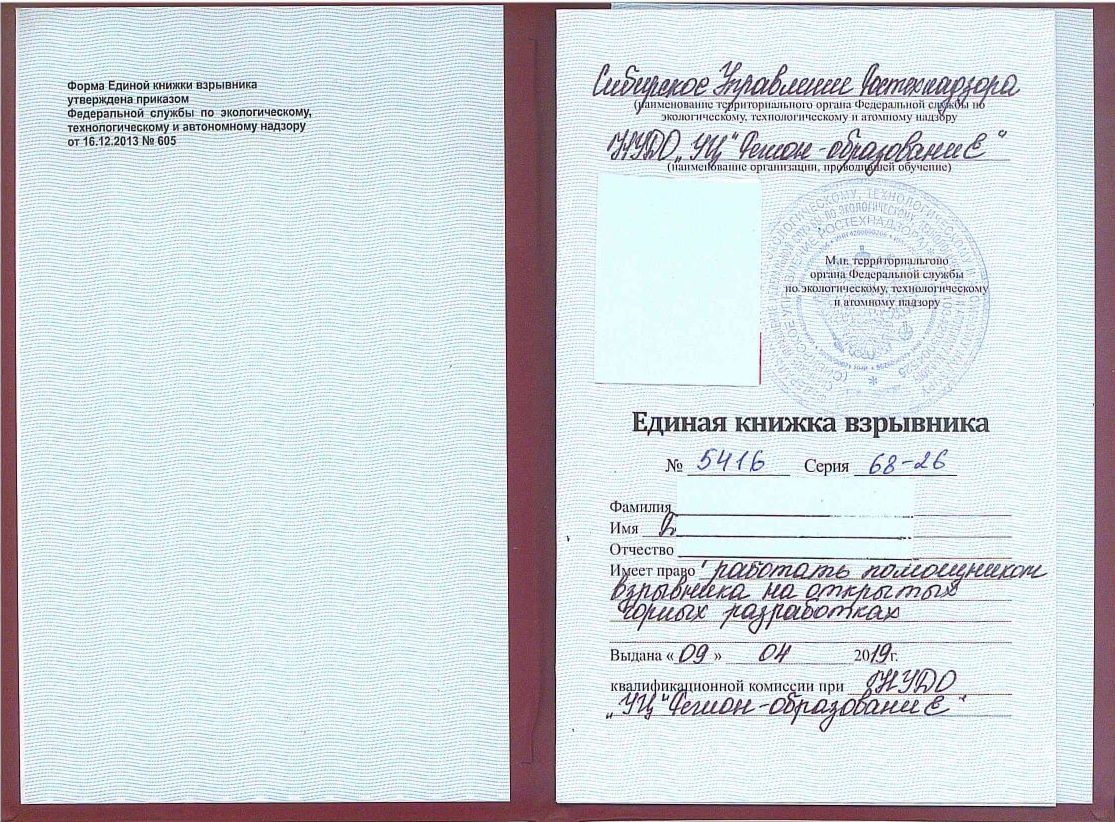 Форма Единой книжки взрывника
утверждена приказом
Федеральной службы по экологическому,
технологическому и автономному надзору
от 16.12.2013 № 605
Сибирское Управление Ростехнадзора
(наименование территориального органа Федеральной службы по
экологическому, технологическому и атомному надзору
НУДО „УЦ "Регион-образованиЕ"
(наименование организации, проводившей обучение)
М.п. территориального
органа Федеральной службы
по экологическому, технологическому
и атомному надзору
Единая книжка взрывника
№ 5416 Серия 68-26
Фамилия
Имя
Отчество
Имеет право работать помощником
взрывника на открытых
горных разработках
Выдана « 09 » 04 2019г.
квалификационной комиссии при НУДО
„УЦ "Регион-образованиЕ"